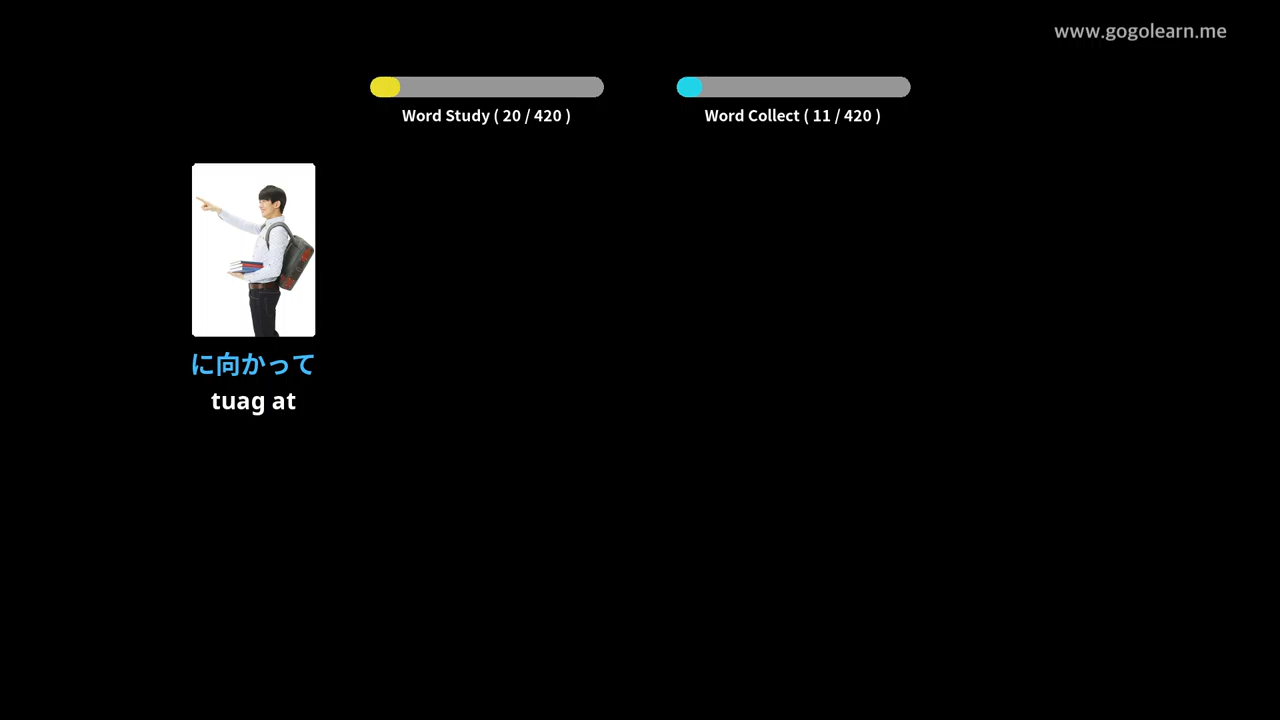 www.gogolearn.me
Word Study ( 20 / 420 )
Word Collect ( 11 / 420 )
に向かって
tuag at